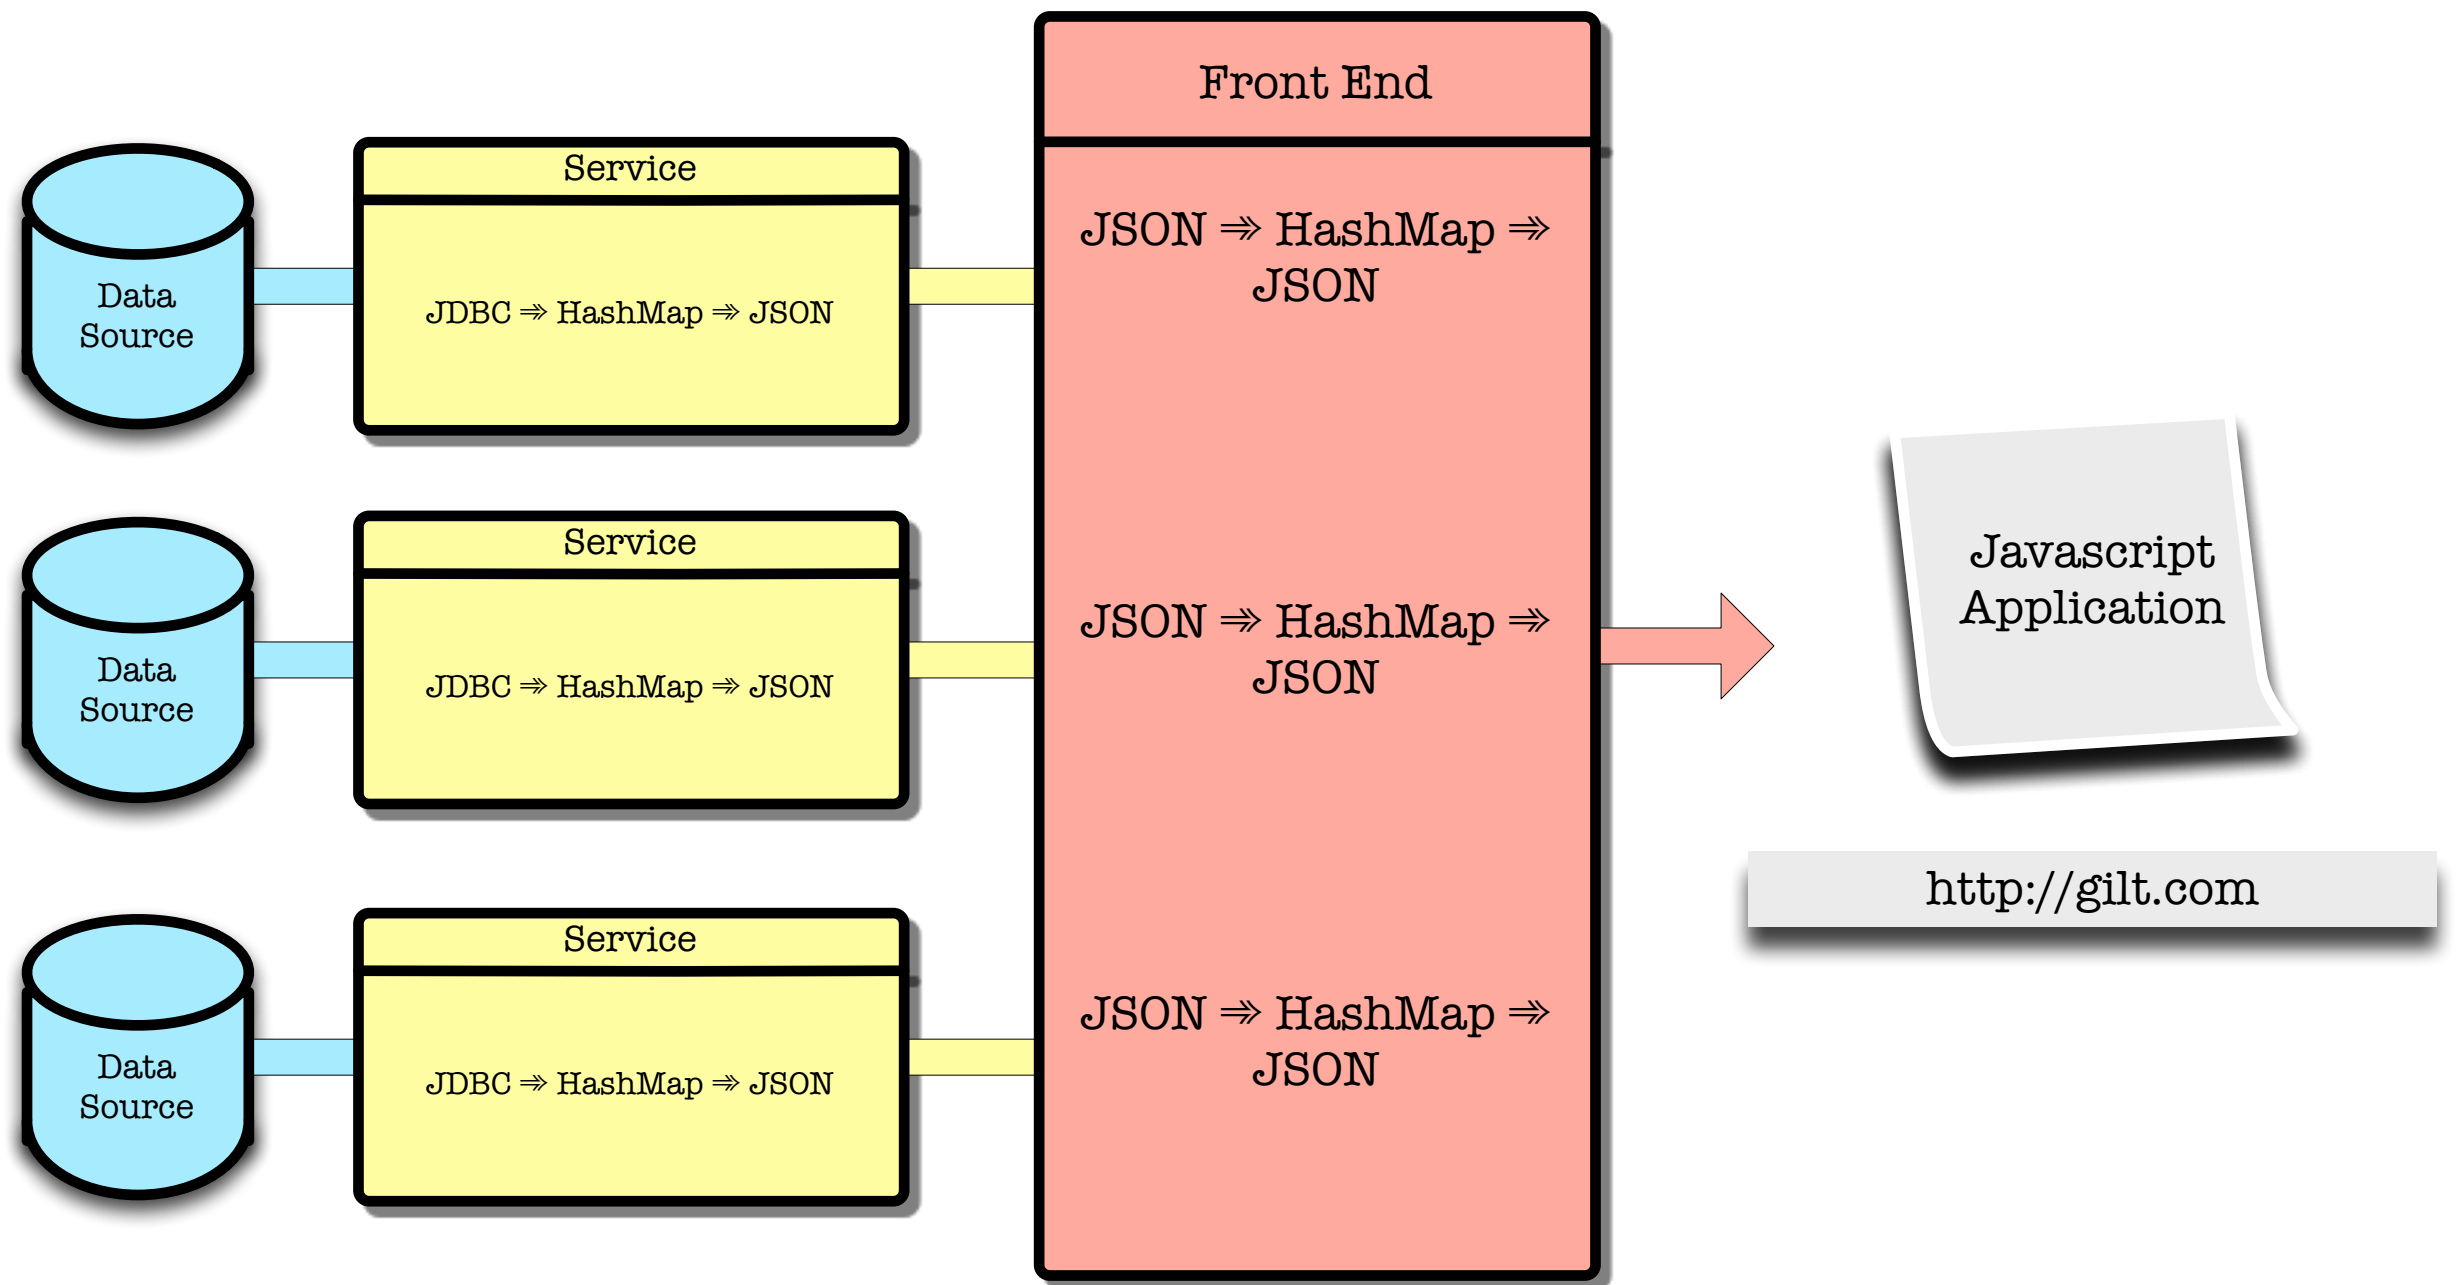 Front End
Service
Data
Source
JDBC ⇛ HashMap ⇛ JSON
JSON ⇛ HashMap ⇛
JSON
Service
Data
Source
JDBC ⇛ HashMap ⇛ JSON
JSON ⇛ HashMap ⇛
JSON
Javascript
Application
http://gilt.com
Service
Data
Source
JDBC ⇛ HashMap ⇛ JSON
JSON ⇛ HashMap ⇛
JSON